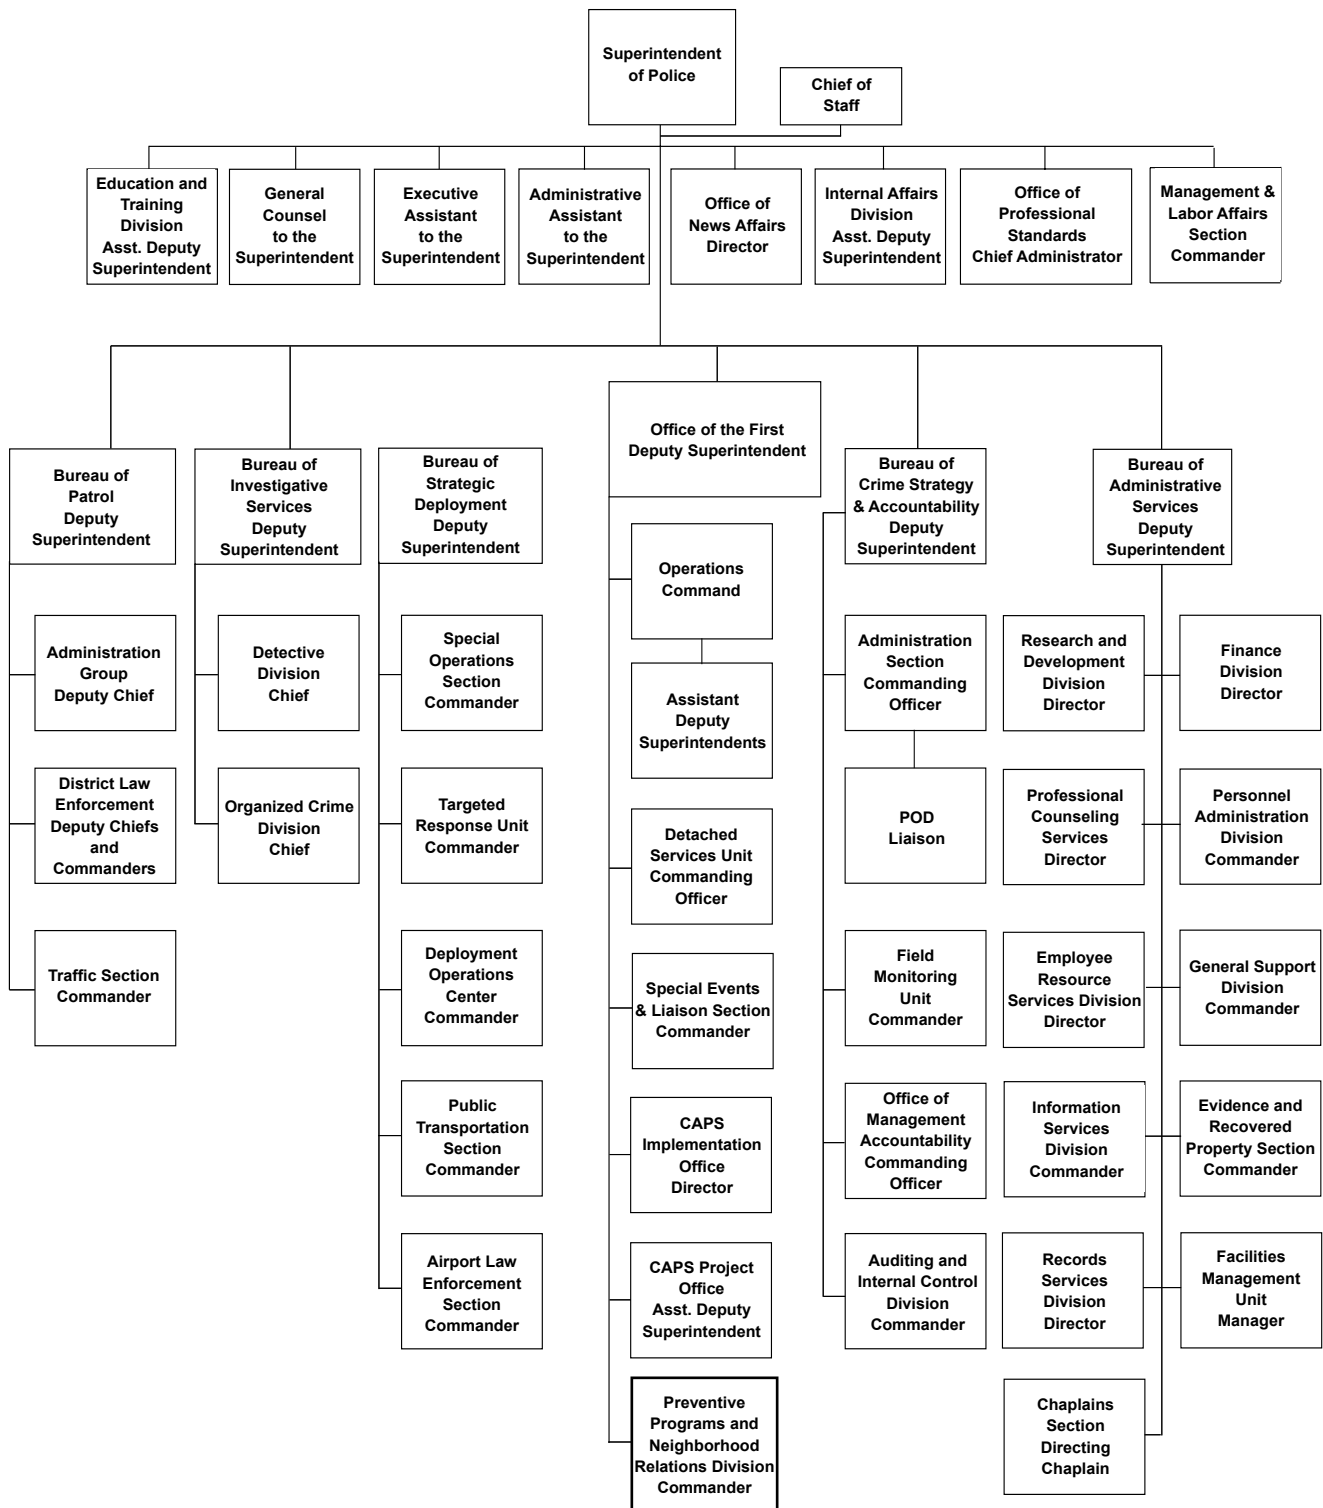 Superintendent
of Police
Chief of
Staff
Education and
Training
Division
Asst. Deputy
Superintendent
General
Counsel
to the
Superintendent
Executive
Assistant
to the
Superintendent
Administrative
Assistant
to the
Superintendent
Office of
News Affairs
Director
Internal Affairs
Division
Asst. Deputy
Superintendent
Office of
Professional
Standards
Chief Administrator
Management &
Labor Affairs
Section
Commander
Office of the First
Deputy Superintendent
Bureau of
Patrol
Deputy
Superintendent
Administration
Group
Deputy Chief
District Law
Enforcement
Deputy Chiefs
and
Commanders
Traffic Section
Commander
Bureau of
Investigative
Services
Deputy
Superintendent
Detective
Division
Chief
Organized Crime
Division
Chief
Bureau of
Strategic
Deployment
Deputy
Superintendent
Special
Operations
Section
Commander
Targeted
Response Unit
Commander
Deployment
Operations
Center
Commander
Public
Transportation
Section
Commander
Airport Law
Enforcement
Section
Commander
Operations
Command
Assistant
Deputy
Superintendents
Detached
Services Unit
Commanding
Officer
Special Events
& Liaison Section
Commander
CAPS
Implementation
Office
Director
CAPS Project
Office
Asst. Deputy
Superintendent
Preventive
Programs and
Neighborhood
Relations Division
Commander
Bureau of
Crime Strategy
& Accountability
Deputy
Superintendent
Administration
Section
Commanding
Officer
POD
Liaison
Field
Monitoring
Unit
Commander
Office of
Management
Accountability
Commanding
Officer
Auditing and
Internal Control
Division
Commander
Bureau of
Administrative
Services
Deputy
Superintendent
Research and
Development
Division
Director
Finance
Division
Director
Professional
Counseling
Services
Director
Personnel
Administration
Division
Commander
Employee
Resource
Services Division
Director
General Support
Division
Commander
Information
Services
Division
Commander
Evidence and
Recovered
Property Section
Commander
Records
Services
Division
Director
Facilities
Management
Unit
Manager
Chaplains
Section
Directing
Chaplain